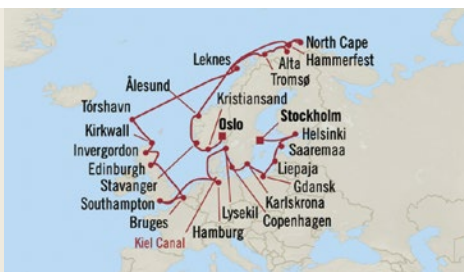 North Cape
Leknes
Alta
Hammerfest
Tromsø
Ålesund
Kristiansand
Tórshavn
Oslo
Stockholm
Kirkwall
Helsinki
Invergordon
Saaremaa
Edinburgh
Liepaja
Stavanger
Gdansk
Southampton
Karlskrona
Lysekil
Bruges
Copenhagen
Hamburg
Kiel Canal